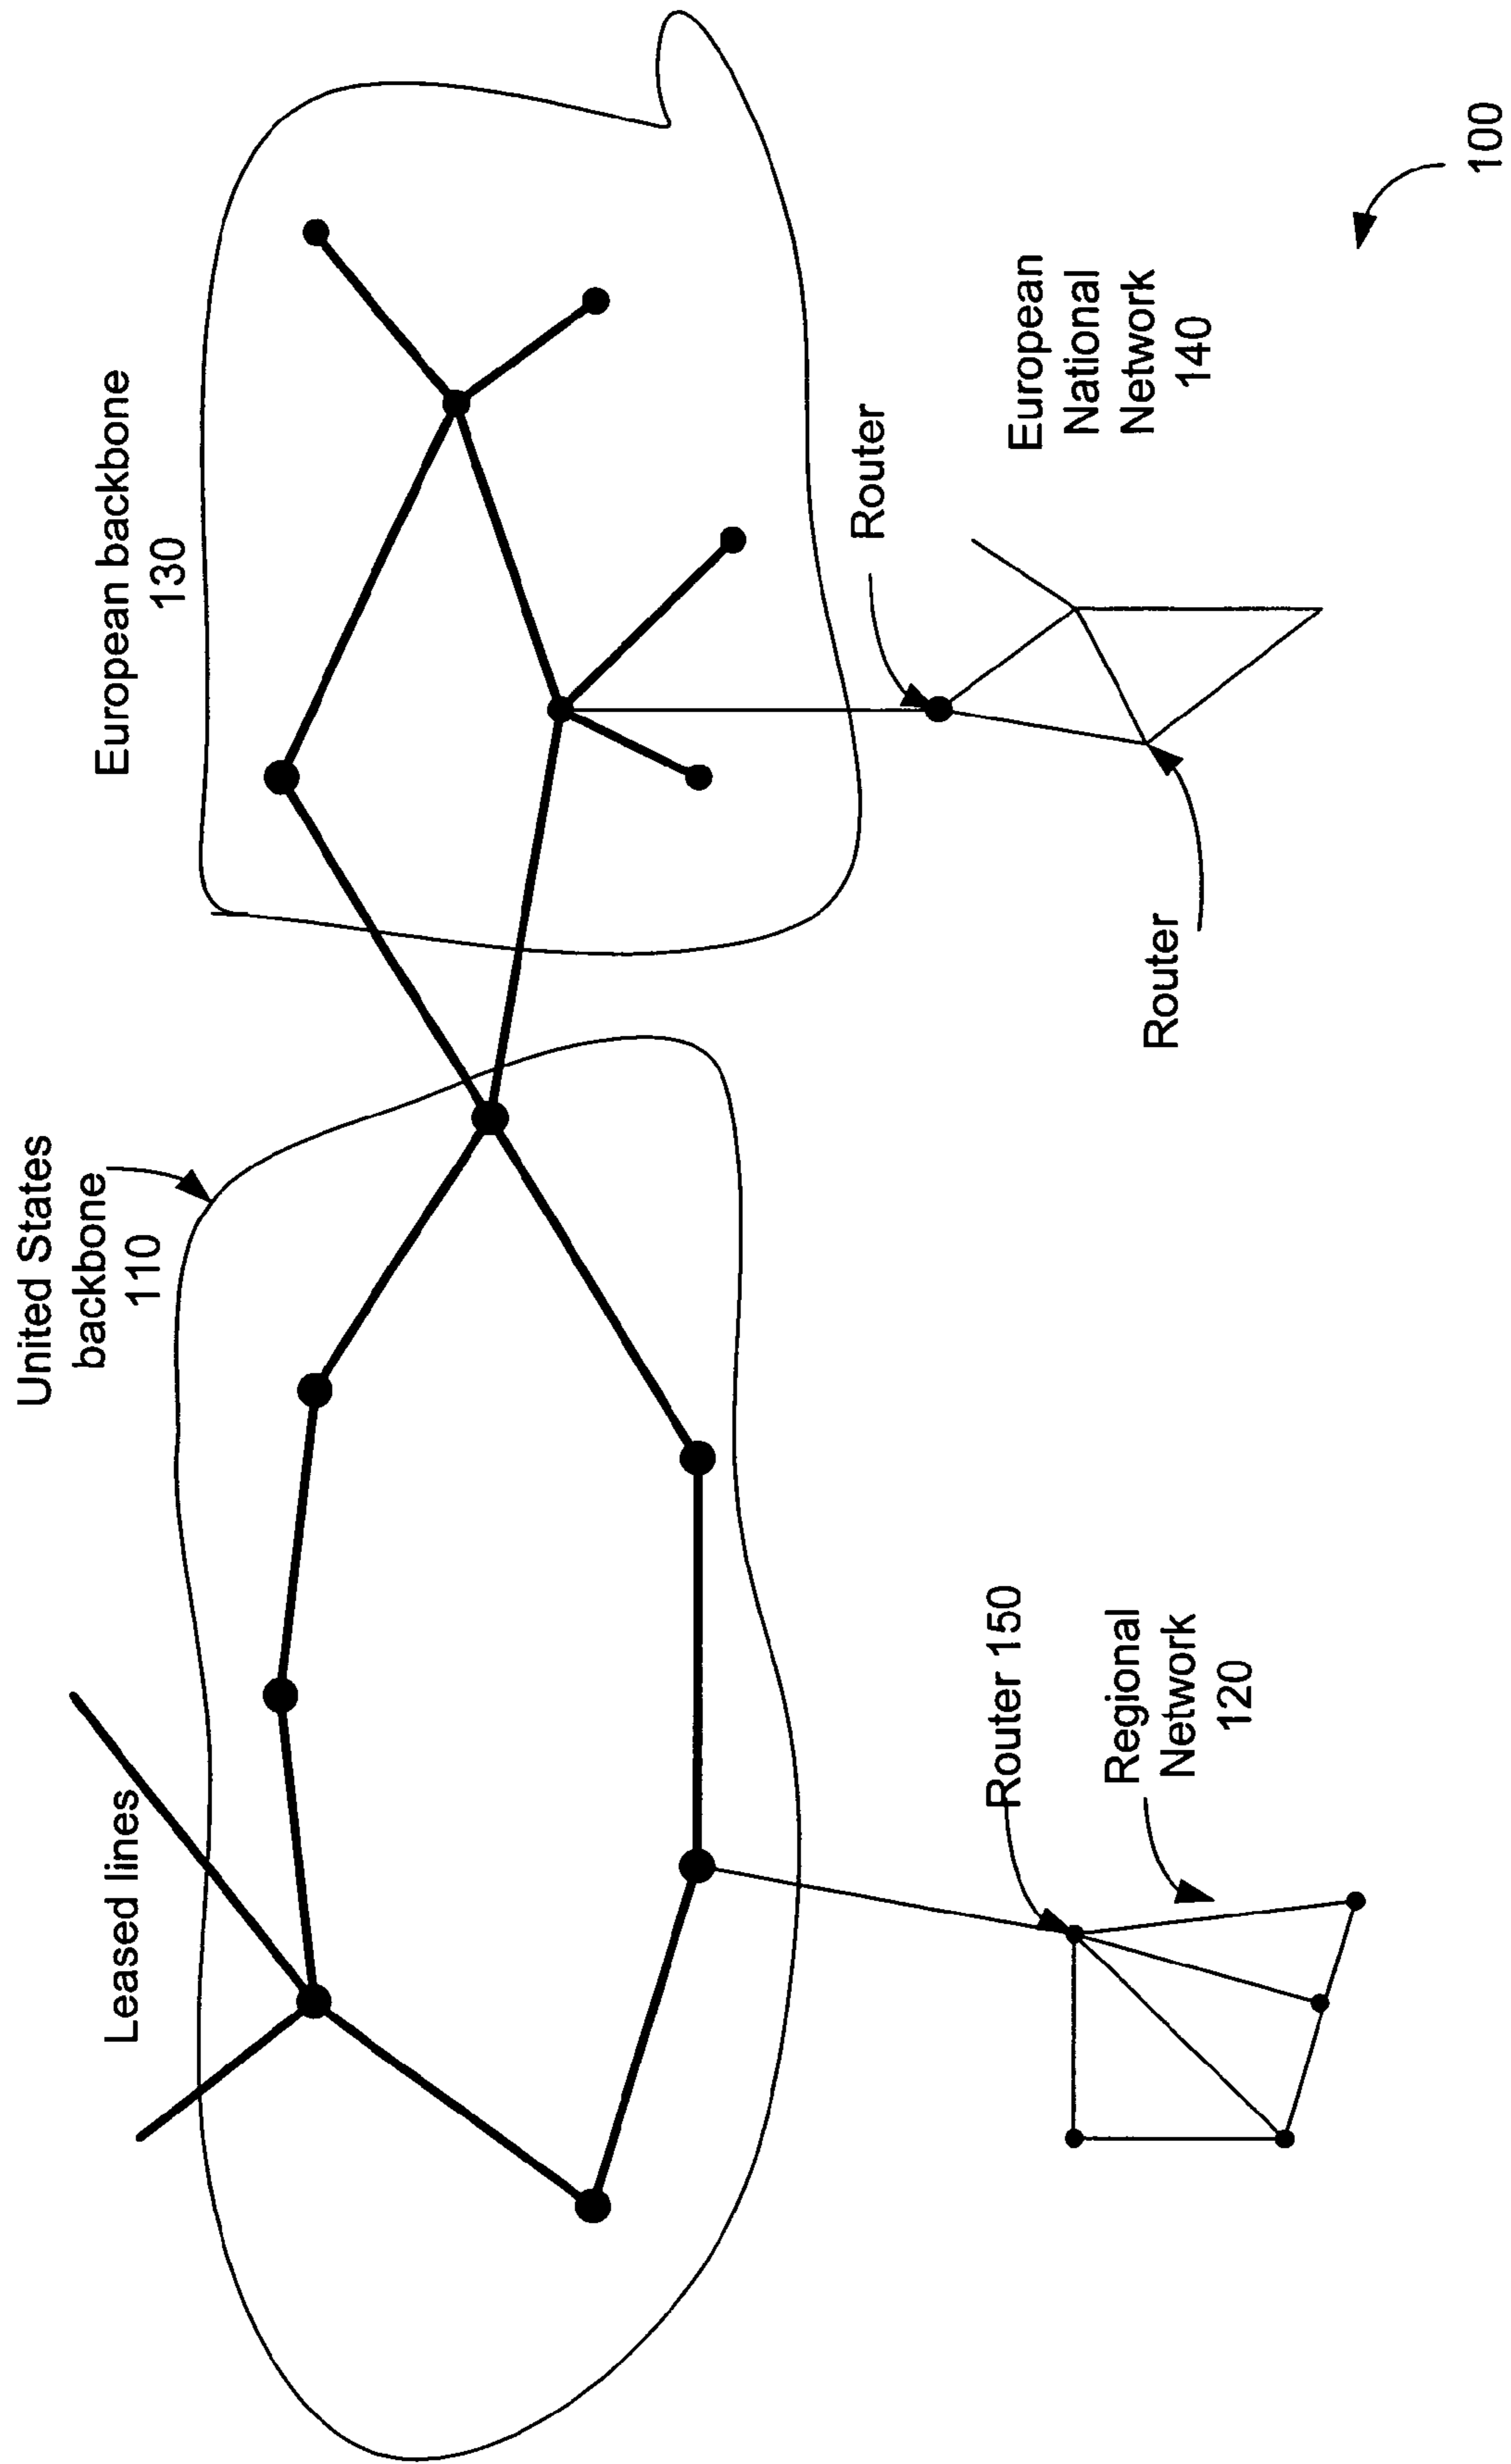 United States
backbone
110
European backbone
130
Leased lines
Router
European
National
Network
140
Router
Router 150
Regional
Network
120
100